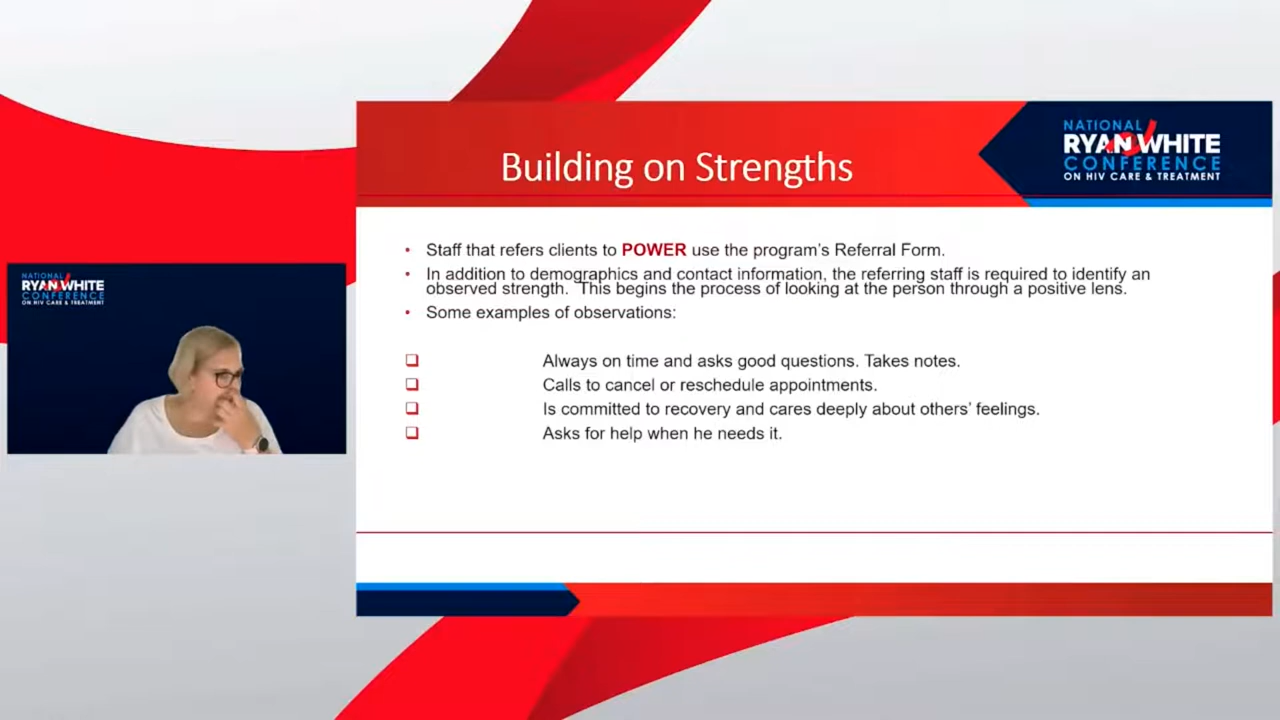 Building on Strengths
NATIONAL
RYAN WHITE
CONFERENCE
ON HIV CARE & TREATMENT
• Staff that refers clients to POWER use the program’s Referral Form.
• In addition to demographics and contact information, the referring staff is required to identify an
observed strength.  This begins the process of looking at the person through a positive lens.
• Some examples of observations:
❑ Always on time and asks good questions. Takes notes.
❑ Calls to cancel or reschedule appointments.
❑ Is committed to recovery and cares deeply about others’ feelings.
❑ Asks for help when he needs it.
NATIONAL
RYAN WHITE
CONFERENCE
ON HIV CARE & TREATMENT